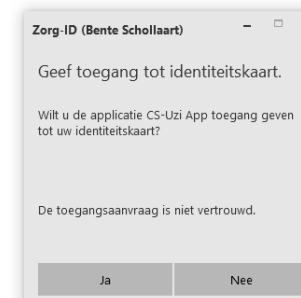 Zorg-ID (Bente Schollaart)
Geef toegang tot identiteitskaart.
Wilt u de applicatie CS-Uzi App toegang geven
tot uw identiteitskaart?
De toegangsaanvraag is niet vertrouwd.
Ja
Nee